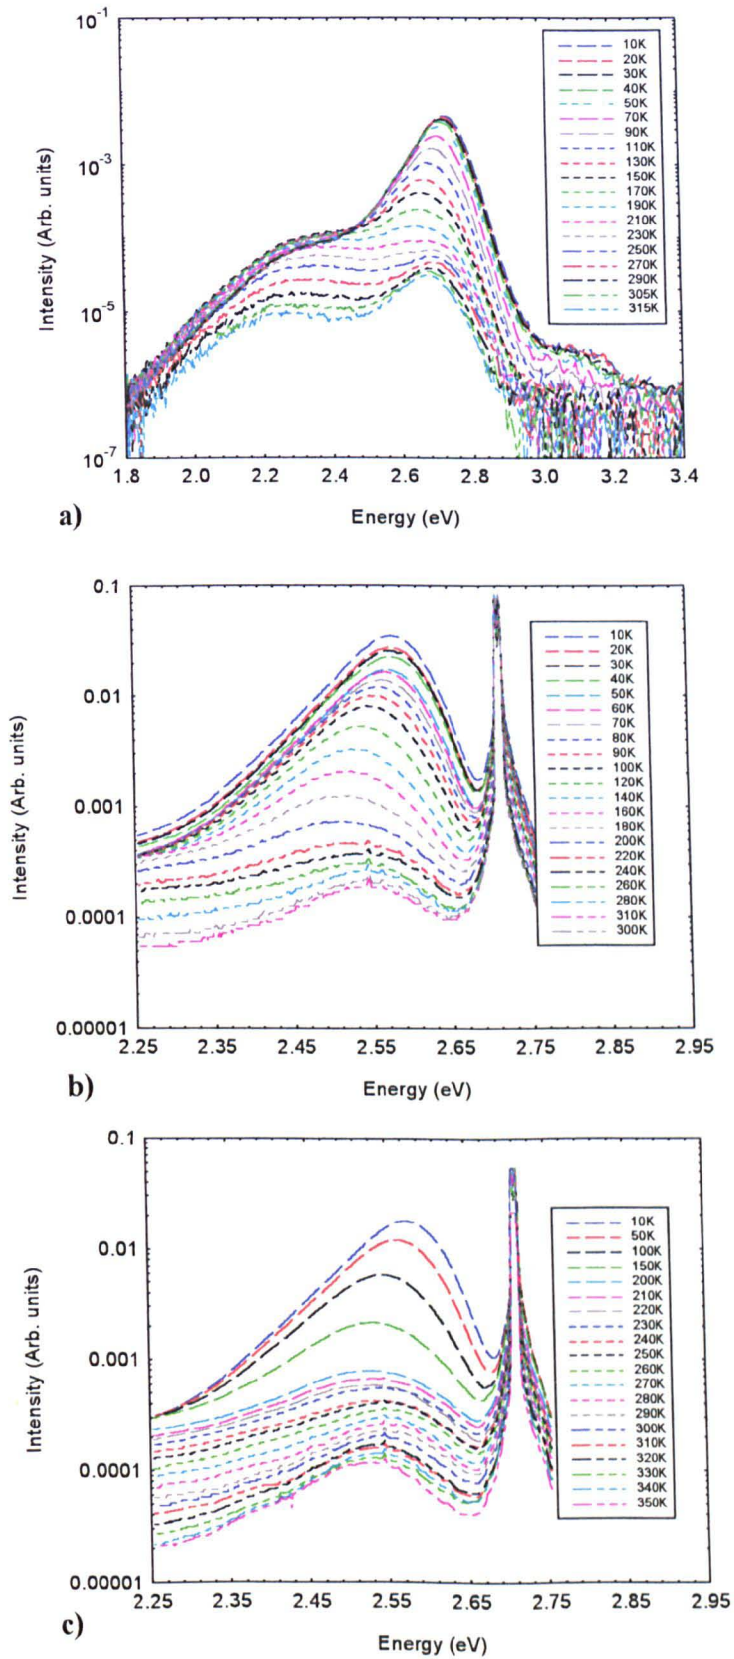 10⁻¹
10⁻³
10⁻⁵
10⁻⁷
Intensity (Arb. units)
10K
20K
30K
40K
50K
70K
90K
110K
130K
150K
170K
190K
210K
230K
250K
270K
290K
305K
315K
1.8 2.0 2.2 2.4 2.6 2.8 3.0 3.2 3.4
Energy (eV)
a)
0.1
0.01
0.001
0.0001
0.00001
Intensity (Arb. units)
10K
20K
30K
40K
50K
60K
70K
80K
90K
100K
120K
140K
160K
180K
200K
220K
240K
260K
280K
310K
300K
2.25 2.35 2.45 2.55 2.65 2.75 2.85 2.95
Energy (eV)
b)
0.1
0.01
0.001
0.0001
0.00001
Intensity (Arb. units)
10K
50K
100K
150K
200K
210K
220K
230K
240K
250K
260K
270K
280K
290K
300K
310K
320K
330K
340K
350K
2.25 2.35 2.45 2.55 2.65 2.75 2.85 2.95
Energy (eV)
c)